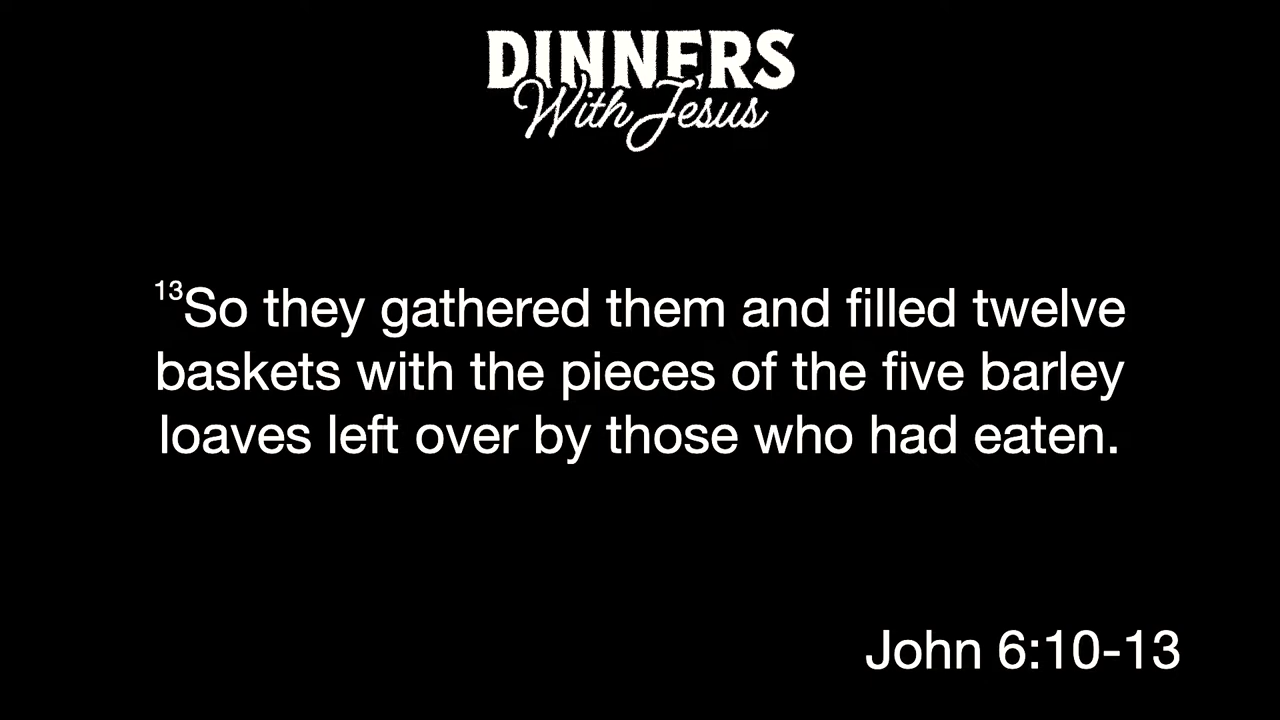 DINNERS
With Jesus
¹³So they gathered them and filled twelve
baskets with the pieces of the five barley
loaves left over by those who had eaten.
John 6:10-13